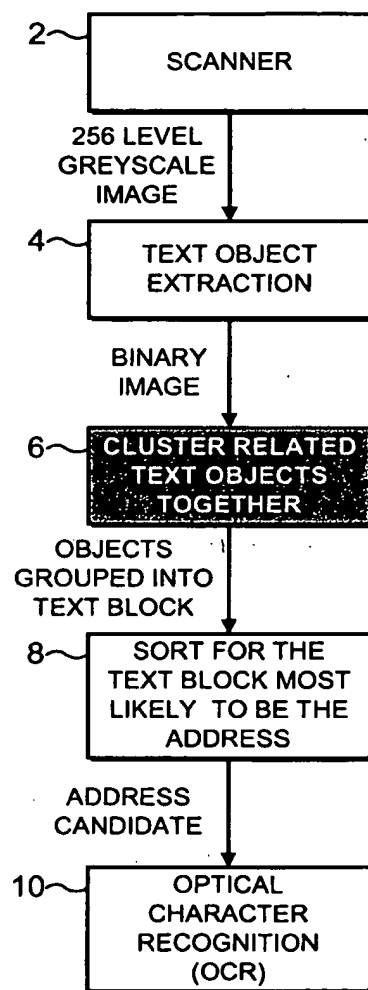 2
SCANNER
256 LEVEL
GREYSCALE
IMAGE
4
TEXT OBJECT
EXTRACTION
BINARY
IMAGE
6
CLUSTER RELATED
TEXT OBJECTS
TOGETHER
OBJECTS
GROUPED INTO
TEXT BLOCK
8
SORT FOR THE
TEXT BLOCK MOST
LIKELY TO BE THE
ADDRESS
ADDRESS
CANDIDATE
10
OPTICAL
CHARACTER
RECOGNITION
(OCR)